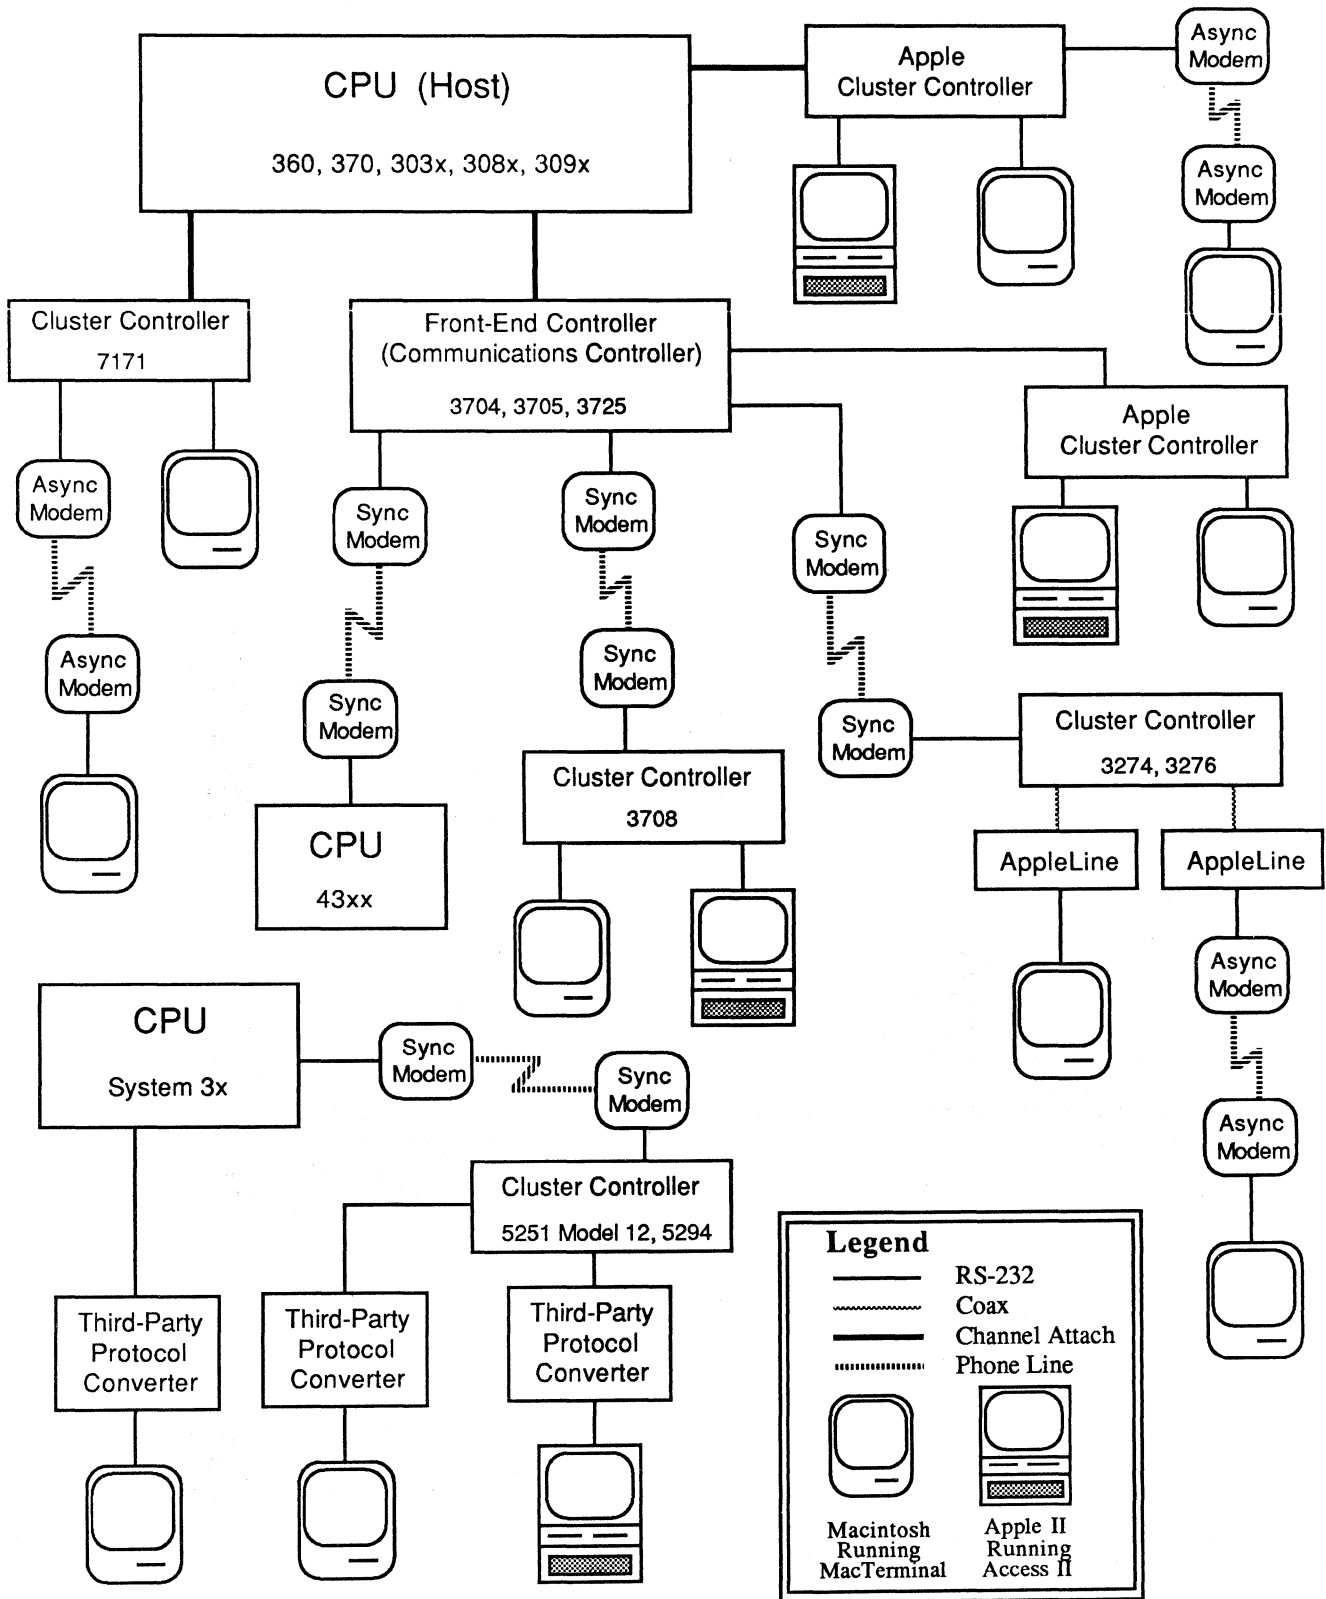 CPU (Host)
360, 370, 303x, 308x, 309x
Apple
Cluster Controller
Async
Modem
Async
Modem
Cluster Controller
7171
Front-End Controller
(Communications Controller)
3704, 3705, 3725
Apple
Cluster Controller
Async
Modem
Sync
Modem
Sync
Modem
Sync
Modem
Async
Modem
Sync
Modem
Sync
Modem
Sync
Modem
Cluster Controller
3274, 3276
Cluster Controller
3708
CPU
43xx
AppleLine
AppleLine
Async
Modem
CPU
System 3x
Sync
Modem
Sync
Modem
Async
Modem
Cluster Controller
5251 Model 12, 5294
Third-Party
Protocol
Converter
Third-Party
Protocol
Converter
Third-Party
Protocol
Converter
Legend
RS-232
Coax
Channel Attach
Phone Line
Macintosh
Running
MacTerminal
Apple II
Running
Access II